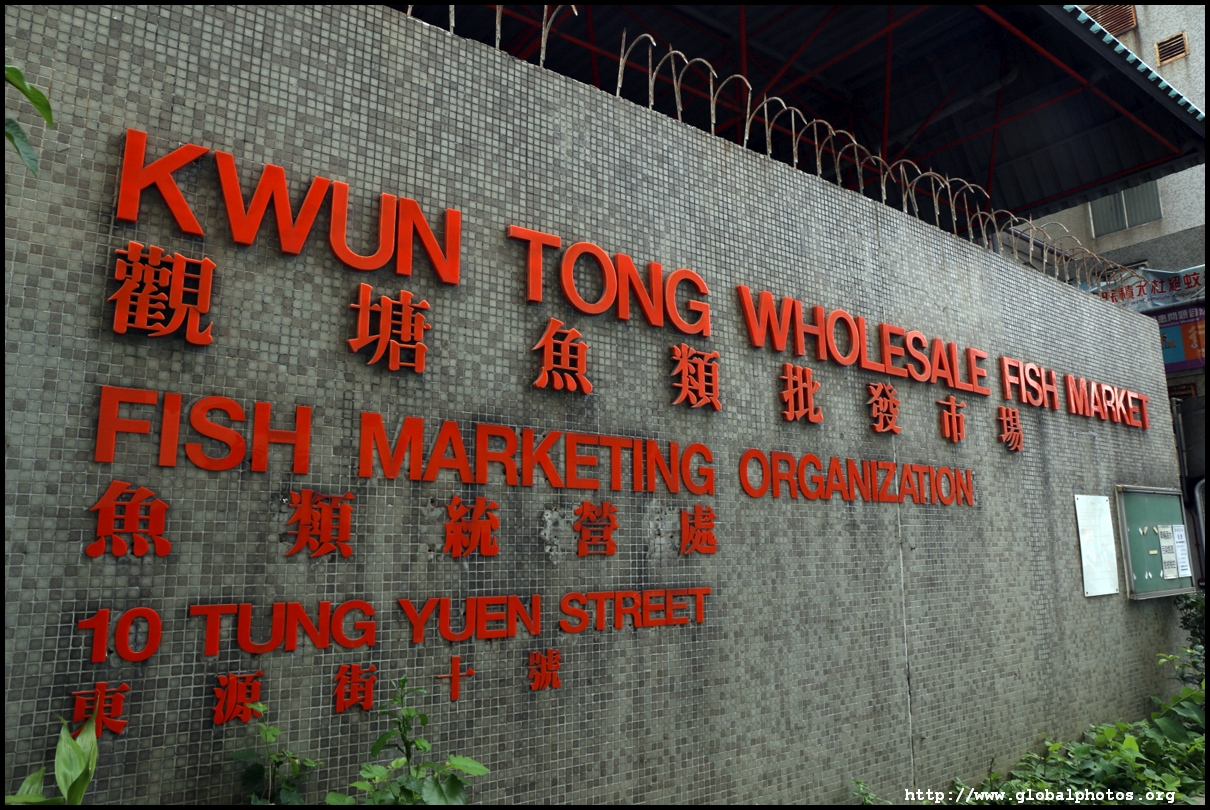 KWUN TONG WHOLESALE FISH MARKET
觀塘魚類批發市場
FISH MARKETING ORGANIZATION
魚類統營處
10 TUNG YUEN STREET
東源街十號
http://www.globalphotos.org